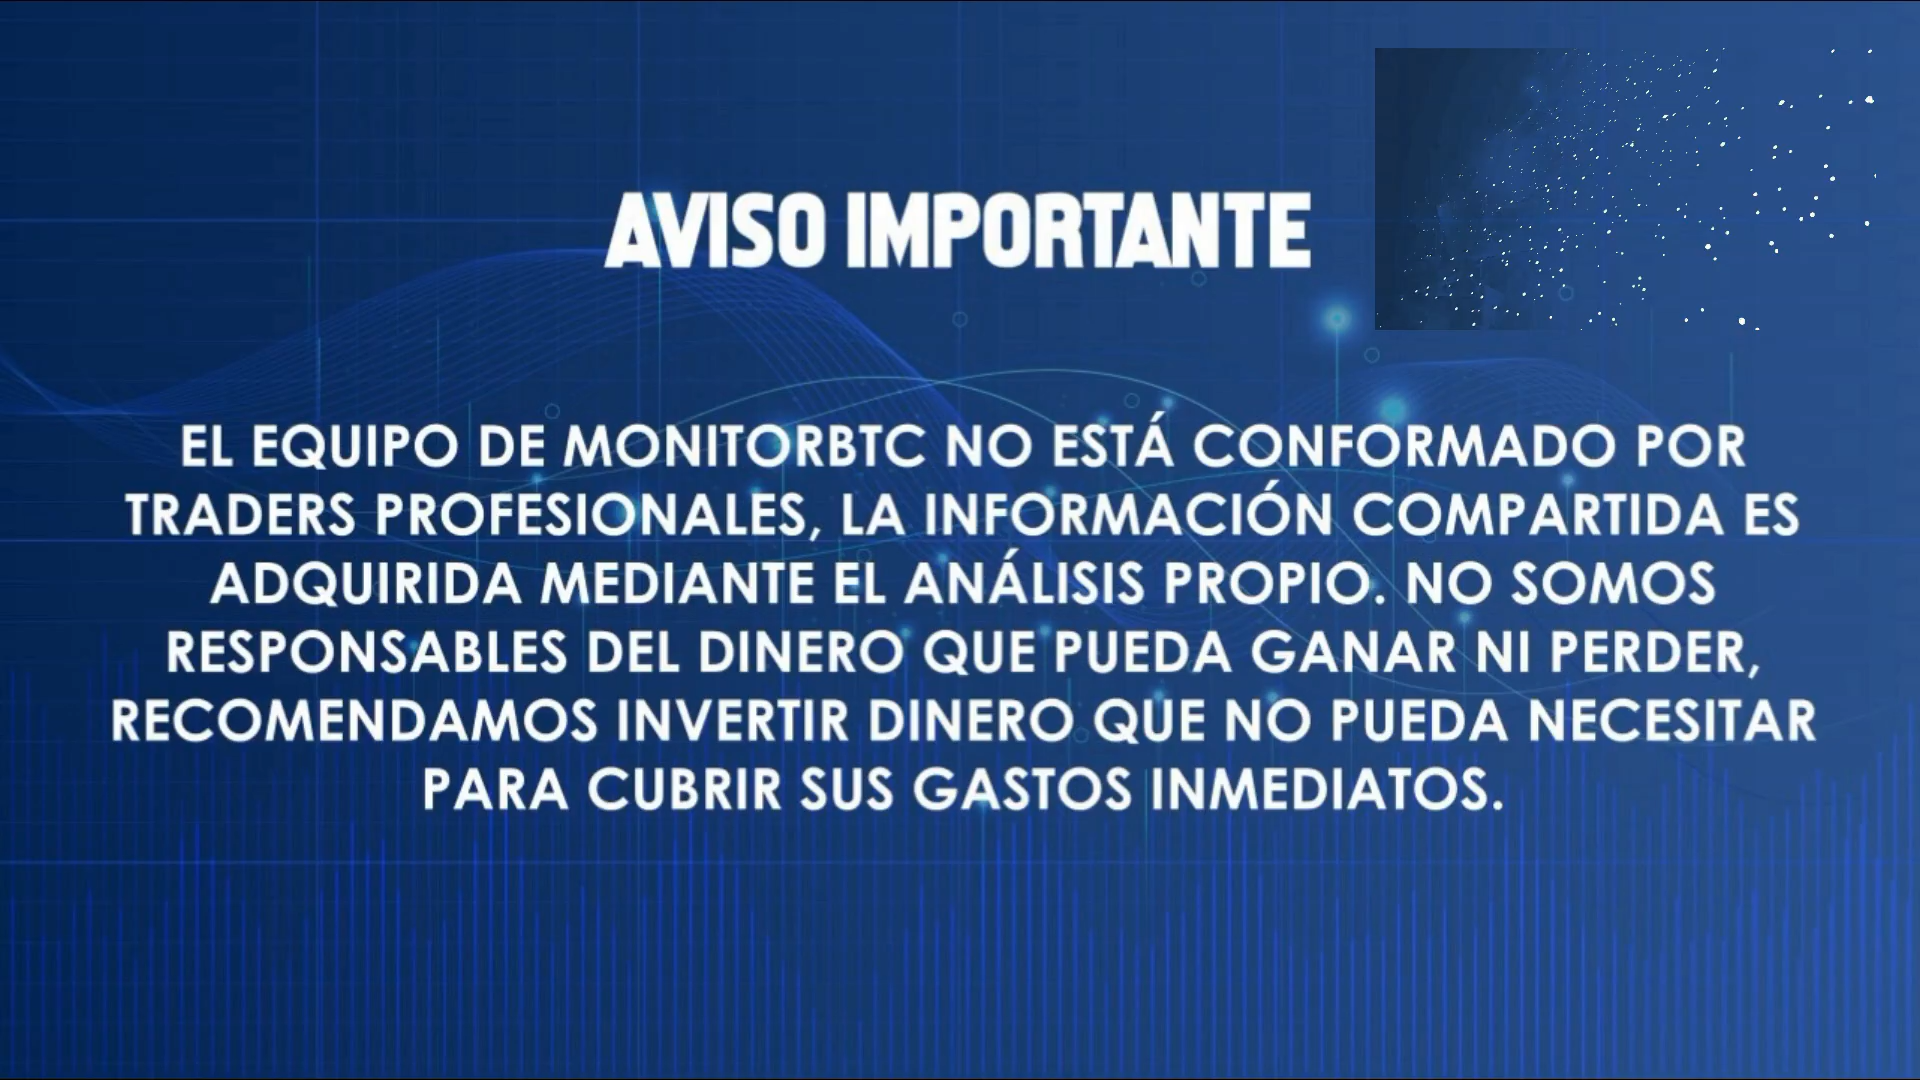 AVISO IMPORTANTE
EL EQUIPO DE MONITORBTC NO ESTÁ CONFORMADO POR
TRADERS PROFESIONALES, LA INFORMACIÓN COMPARTIDA ES
ADQUIRIDA MEDIANTE EL ANÁLISIS PROPIO. NO SOMOS
RESPONSABLES DEL DINERO QUE PUEDA GANAR NI PERDER,
RECOMENDAMOS INVERTIR DINERO QUE NO PUEDA NECESITAR
PARA CUBRIR SUS GASTOS INMEDIATOS.